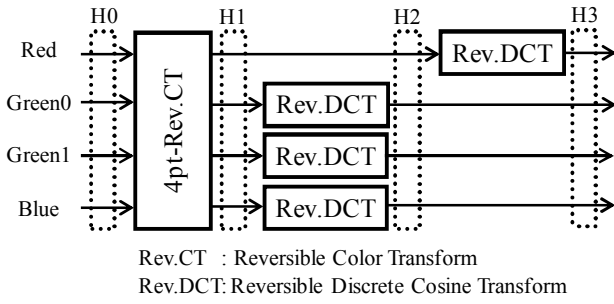 H0 H1 H2 H3
Red
Green0
Green1
Blue
4pt-Rev.CT
Rev.DCT
Rev.DCT
Rev.DCT
Rev.DCT
Rev.CT : Reversible Color Transform
Rev.DCT: Reversible Discrete Cosine Transform